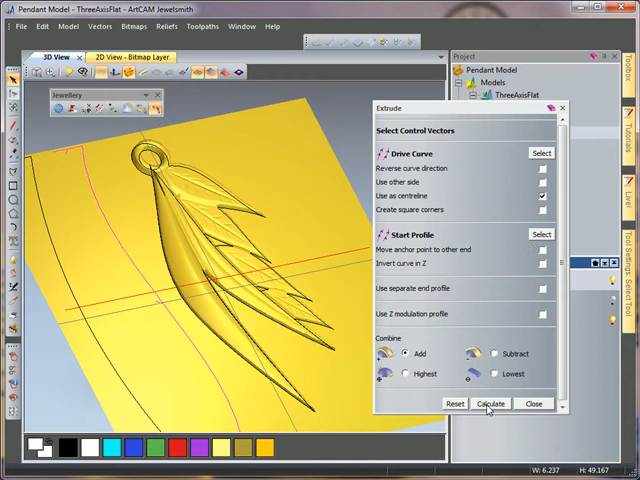 Pendant Model - ThreeAxisFlat - ArtCAM Jewelsmith
File Edit Model Vectors Bitmaps Reliefs Toolpaths Window Help
3D View
2D View - Bitmap Layer
Project
Pendant Model
Models
ThreeAxisFlat
Jewellery
Extrude
Select Control Vectors
Drive Curve
Select
Reverse curve direction
Use other side
Use as centreline
Create square corners
Start Profile
Select
Move anchor point to other end
Invert curve in Z
Use separate end profile
Use Z modulation profile
Combine
Add
Subtract
Highest
Lowest
Reset
Calculate
Close
Toolbox
Tutorials
Live
Tool Settings: Select Tool
W: 6.237
H: 49.167